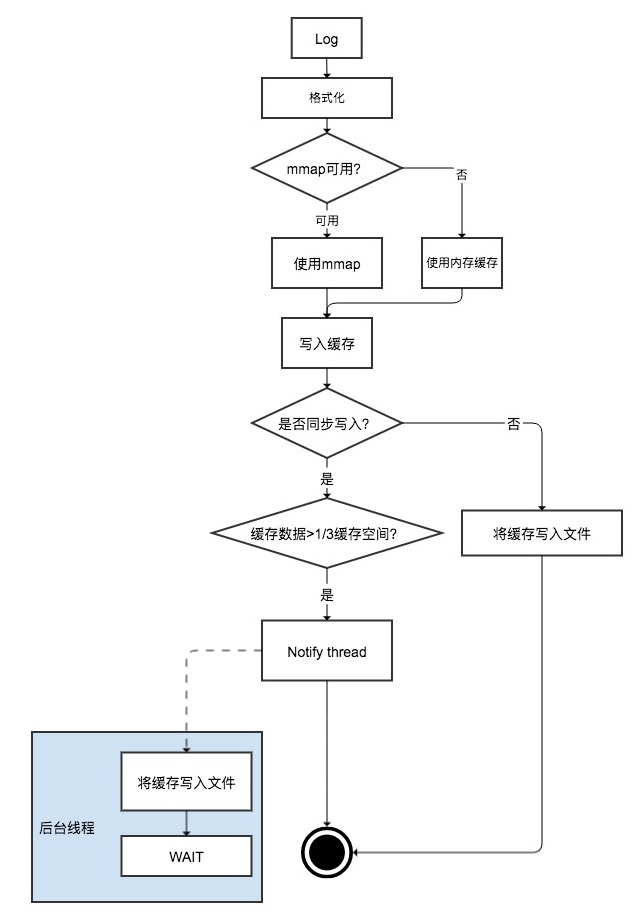 Log
格式化
mmap可用?
否
可用
使用mmap
使用内存缓存
写入缓存
是否同步写入?
否
是
缓存数据>1/3缓存空间?
将缓存写入文件
是
Notify thread
将缓存写入文件
后台线程
WAIT